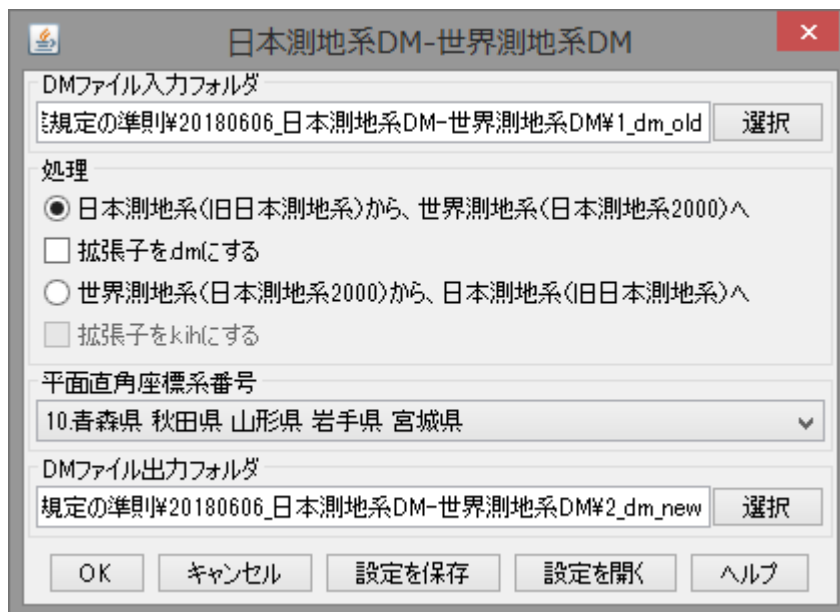 日本測地系DM-世界測地系DM
DMファイル入力フォルダ
規定の準則¥20180606_日本測地系DM-世界測地系DM¥1_dm_old
選択
処理
日本測地系(旧日本測地系)から、世界測地系(日本測地系2000)へ
拡張子を.dmにする
世界測地系(日本測地系2000)から、日本測地系(旧日本測地系)へ
拡張子をkihにする
平面直角座標系番号
10.青森県 秋田県 山形県 岩手県 宮城県
DMファイル出力フォルダ
規定の準則¥20180606_日本測地系DM-世界測地系DM¥2_dm_new
選択
OK
キャンセル
設定を保存
設定を開く
ヘルプ